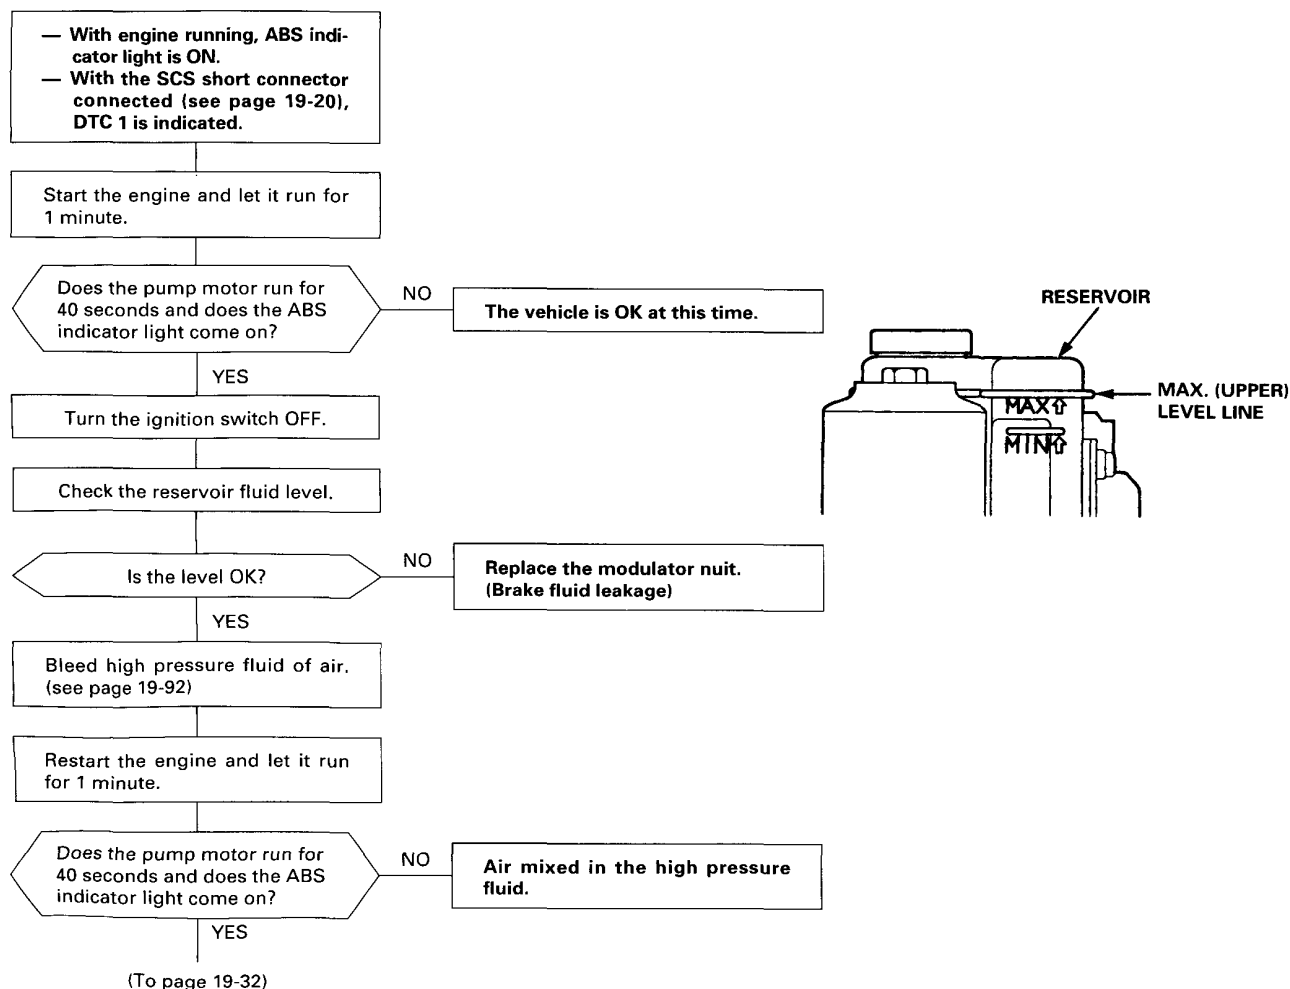 — With engine running, ABS indi-
cator light is ON.
— With the SCS short connector
connected (see page 19-20),
DTC 1 is indicated.
Start the engine and let it run for
1 minute.
Does the pump motor run for
40 seconds and does the ABS
indicator light come on?
NO
The vehicle is OK at this time.
YES
Turn the ignition switch OFF.
Check the reservoir fluid level.
Is the level OK?
NO
Replace the modulator nuit.
(Brake fluid leakage)
YES
Bleed high pressure fluid of air.
(see page 19-92)
Restart the engine and let it run
for 1 minute.
Does the pump motor run for
40 seconds and does the ABS
indicator light come on?
NO
Air mixed in the high pressure
fluid.
YES
(To page 19-32)
RESERVOIR
MAX. (UPPER)
LEVEL LINE
MAX⇧
MIN⇧